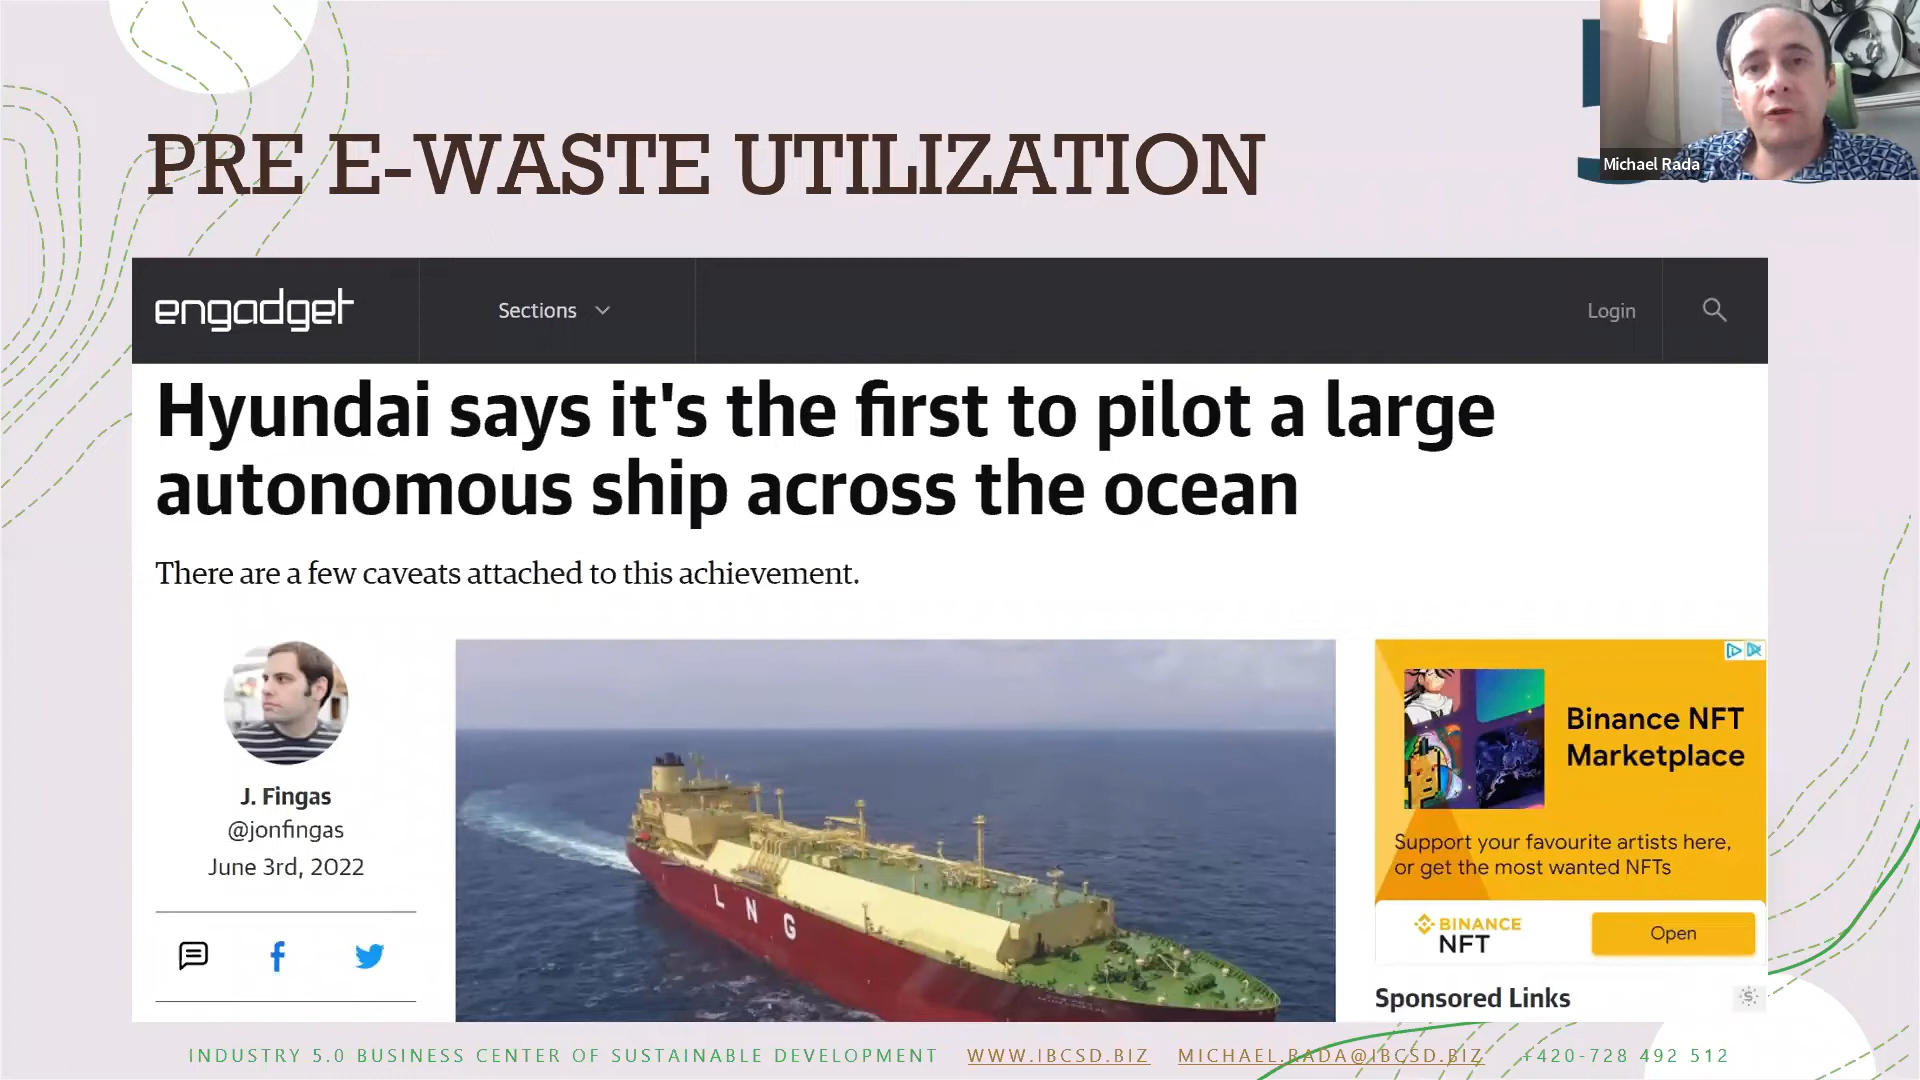 PRE E-WASTE UTILIZATION
Michael Rada
engadget
Sections
Login
Hyundai says it's the first to pilot a large
autonomous ship across the ocean
There are a few caveats attached to this achievement.
J. Fingas
@jonfingas
June 3rd, 2022
LNG
Binance NFT
Marketplace
Support your favourite artists here,
or get the most wanted NFTs
BINANCE
NFT
Open
Sponsored Links
INDUSTRY 5.0 BUSINESS CENTER OF SUSTAINABLE DEVELOPMENT WWW.IBCSD.BIZ MICHAEL.RADA@IBCSD.BIZ +420-728 492 512